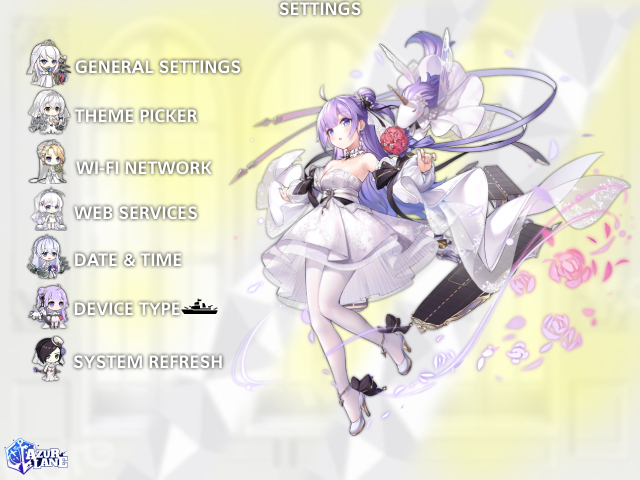 SETTINGS
GENERAL SETTINGS
THEME PICKER
WI-FI NETWORK
WEB SERVICES
DATE & TIME
DEVICE TYPE
SYSTEM REFRESH
AZUR
LANE